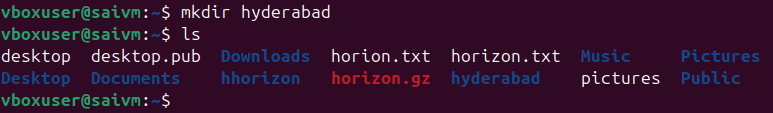 vboxuser@saivm:~$ mkdir hyderabad
vboxuser@saivm:~$ ls
desktop  desktop.pub  Downloads  horion.txt  horizon.txt  Music  Pictures
Desktop  Documents  hhorizon  horizon.gz  hyderabad  pictures  Public
vboxuser@saivm:~$